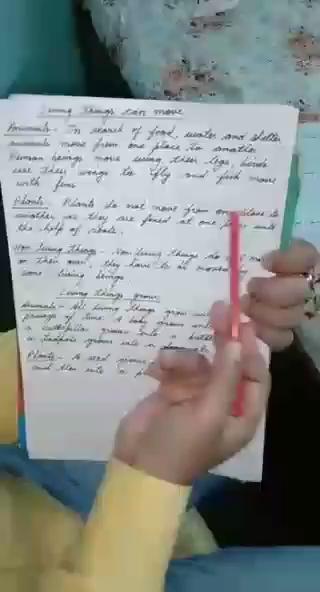 Living Things can move
Animals:- In search of food, water and shelter
animals move from one place to another
Human beings move using their legs, birds
use their wings to fly and fish move
with fins.
Plants:- Plants do not move from one place to
another as they are fixed at one place with
the help of roots.
Non living things:- Non living things do not move
on their own, they have to be moved by
some living beings
Living things grow
Animals:- All living things grow with
passage of time. A baby grows
a caterpillar grows into a
a tadpole grows into a
Plants:- A seed grows
and then into a